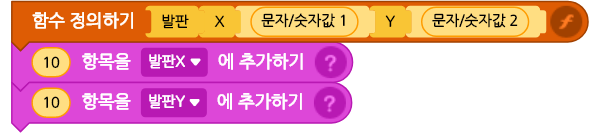 함수 정의하기 발판 X 문자/숫자값 1 Y 문자/숫자값 2 f
10 항목을 발판X ▼ 에 추가하기 ?
10 항목을 발판Y ▼ 에 추가하기 ?